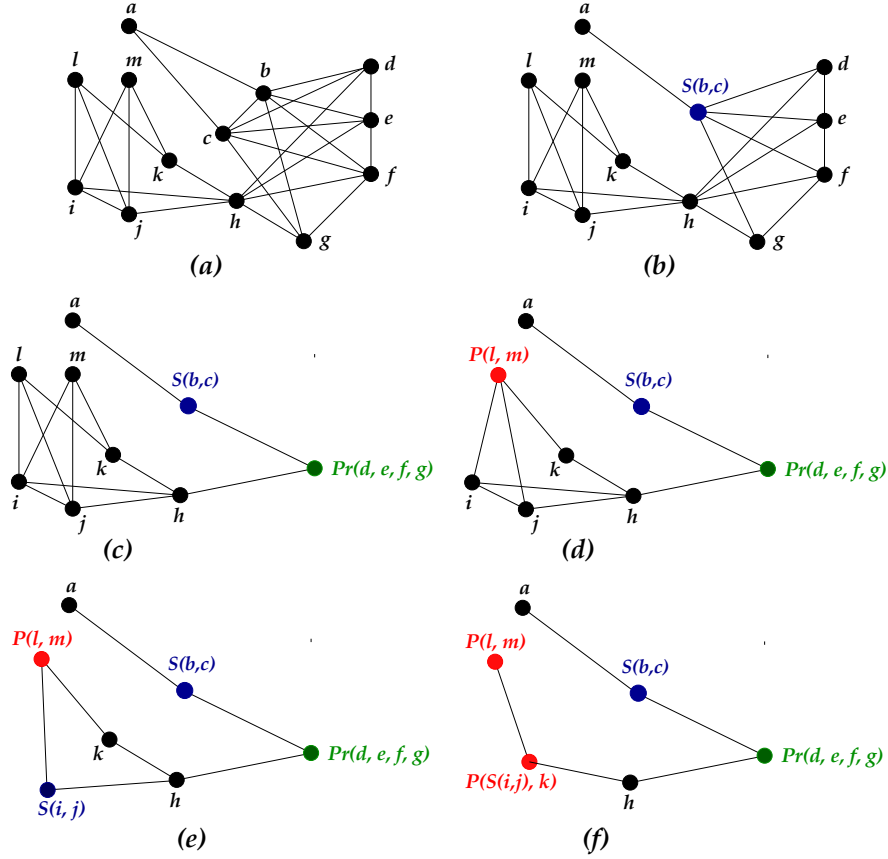 a
l
m
b
d
c
e
k
f
i
j
h
g
(a)
a
l
m
S(b,c)
d
e
k
f
i
j
h
g
(b)
a
l
m
S(b,c)
k
Pr(d, e, f, g)
i
j
h
(c)
a
P(l, m)
S(b,c)
k
Pr(d, e, f, g)
i
j
h
(d)
a
P(l, m)
S(b,c)
k
Pr(d, e, f, g)
h
S(i, j)
(e)
a
P(l, m)
S(b,c)
Pr(d, e, f, g)
P(S(i,j), k)
h
(f)